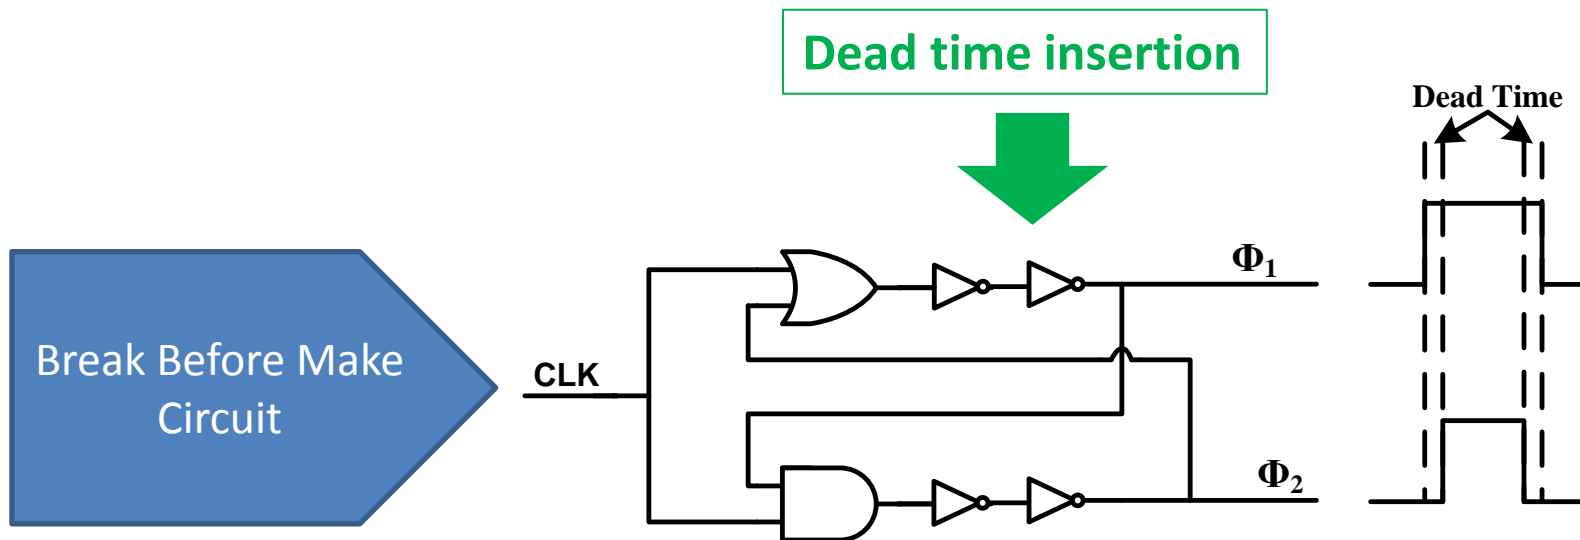 Dead time insertion
Dead Time
Break Before Make
Circuit
CLK
Φ1
Φ2